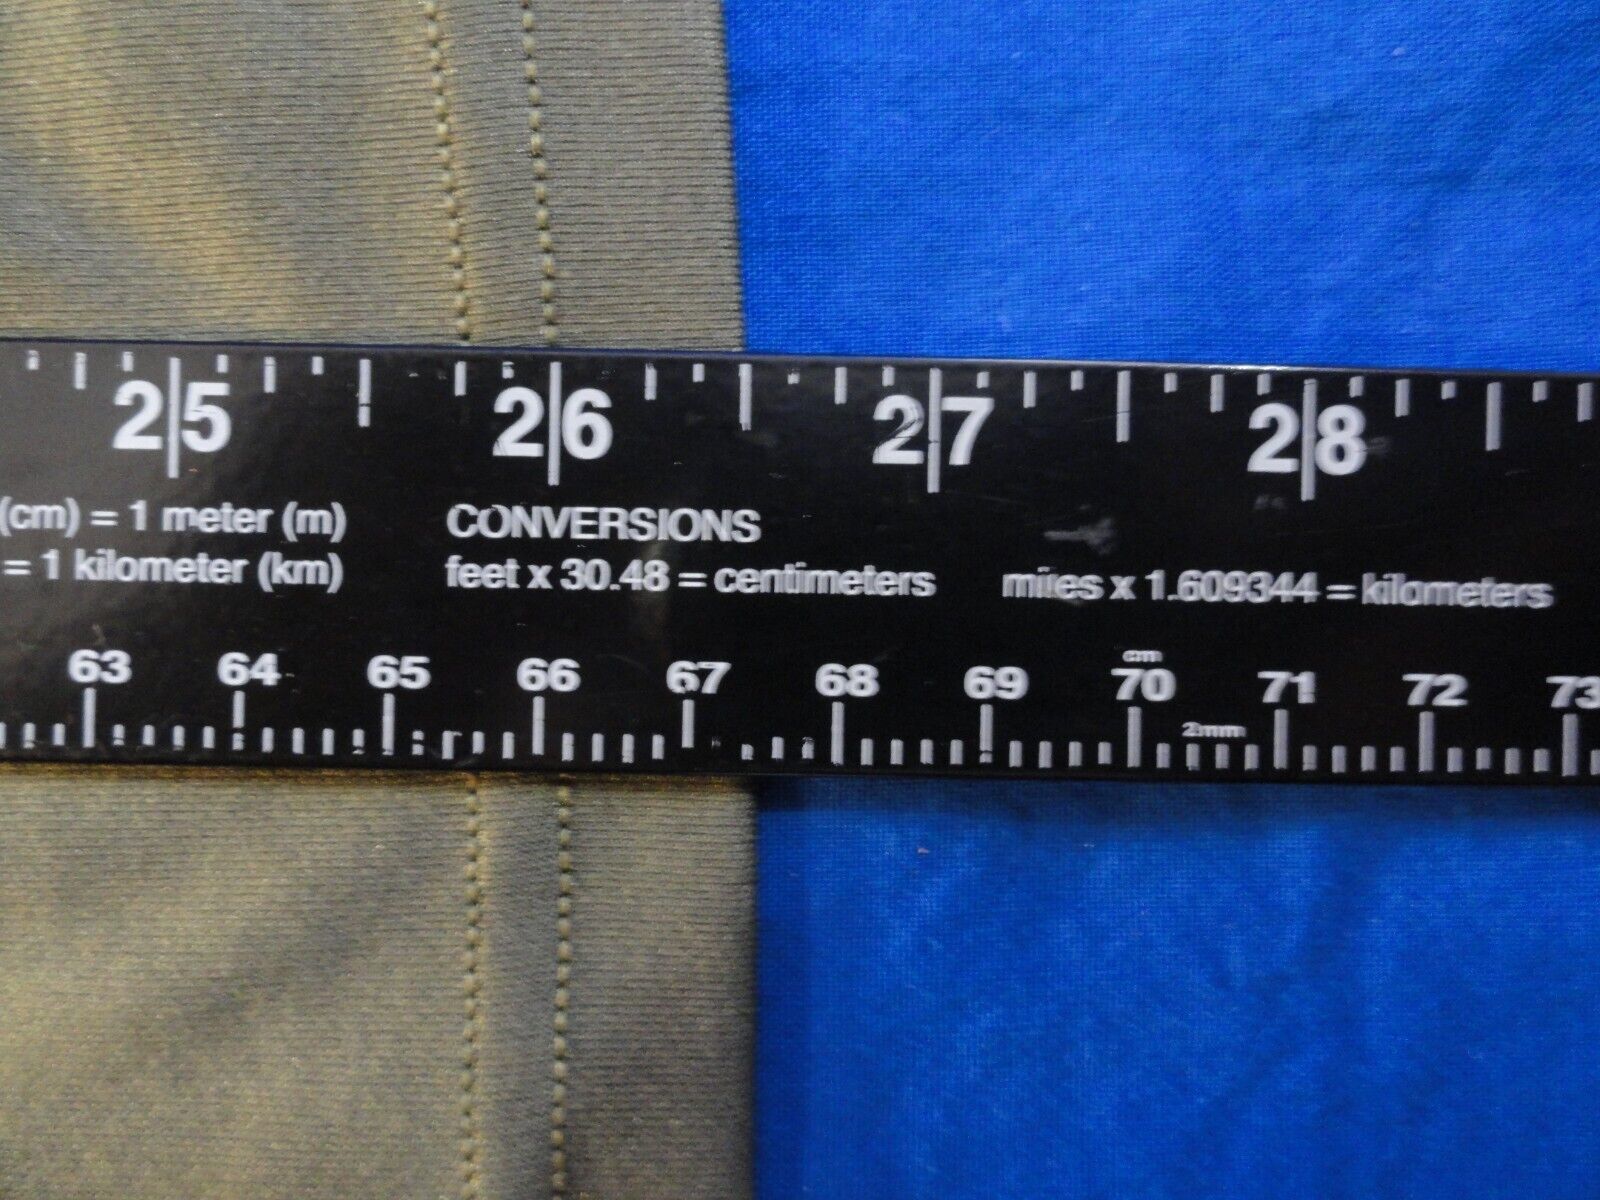 25 26 27 28
(cm) = 1 meter (m) CONVERSIONS
= 1 kilometer (km) feet x 30.48 = centimeters miles x 1.609344 = kilometers
cm
63 64 65 66 67 68 69 70 71 72 73
2mm